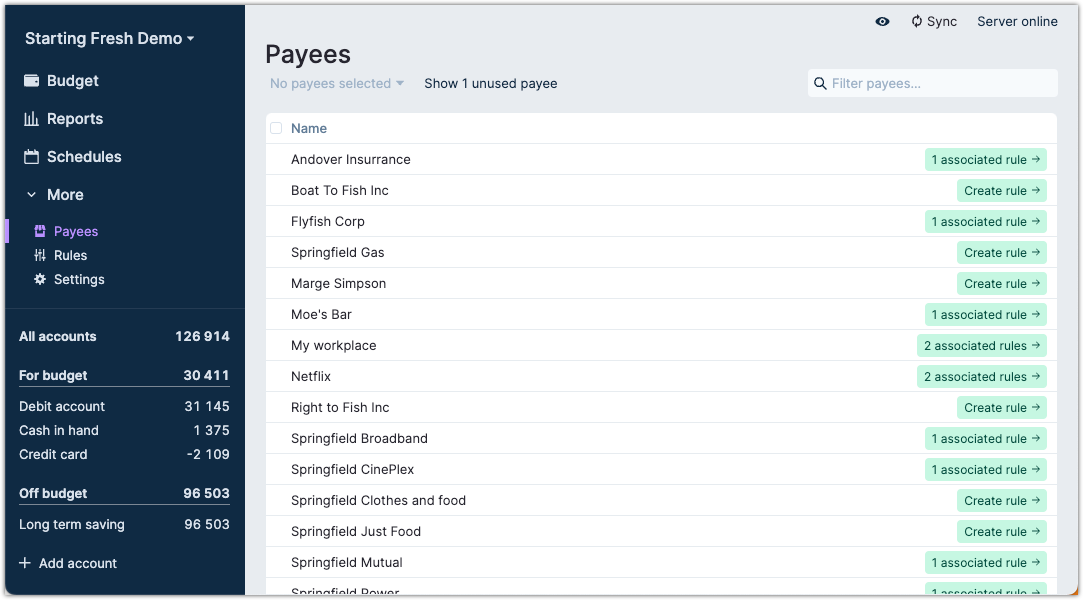 Starting Fresh Demo
Budget
Reports
Schedules
More
Payees
Rules
Settings
All accounts 126 914
For budget 30 411
Debit account 31 145
Cash in hand 1 375
Credit card -2 109
Off budget 96 503
Long term saving 96 503
+ Add account
Sync Server online
Payees
No payees selected Show 1 unused payee Filter payees...
Name
Andover Insurrance 1 associated rule →
Boat To Fish Inc Create rule →
Flyfish Corp 1 associated rule →
Springfield Gas Create rule →
Marge Simpson Create rule →
Moe's Bar 1 associated rule →
My workplace 2 associated rules →
Netflix 2 associated rules →
Right to Fish Inc Create rule →
Springfield Broadband 1 associated rule →
Springfield CinePlex 1 associated rule →
Springfield Clothes and food Create rule →
Springfield Just Food Create rule →
Springfield Mutual 1 associated rule →
Springfield Power 1 associated rule →